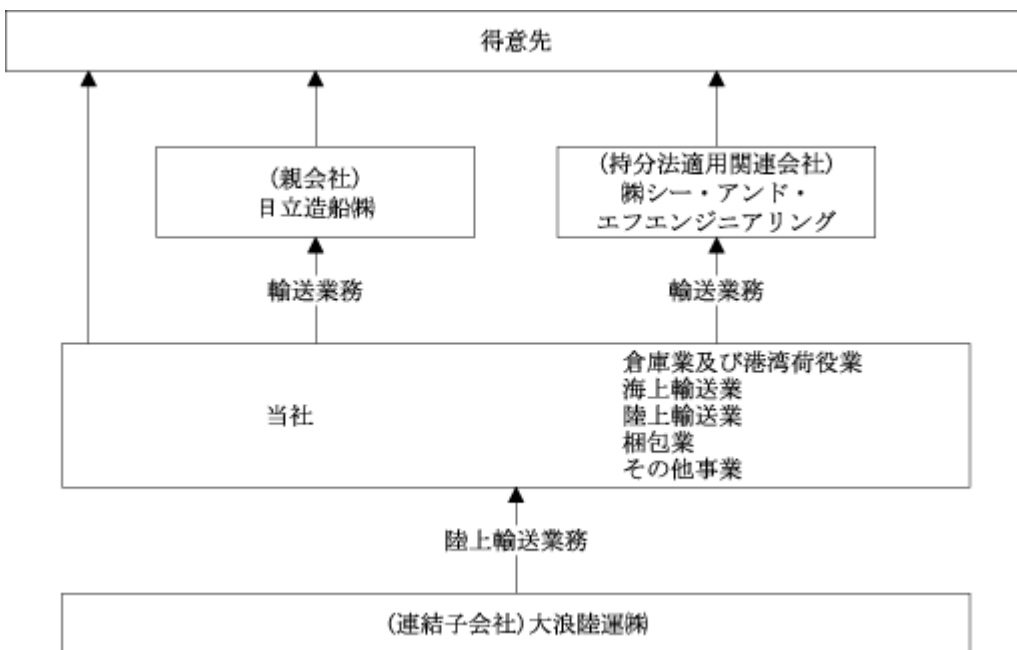 得意先
(親会社)
日立造船㈱
(持分法適用関連会社)
㈱シー・アンド・
エフエンジニアリング
輸送業務
輸送業務
当社
倉庫業及び港湾荷役業
海上輸送業
陸上輸送業
梱包業
その他事業
陸上輸送業務
(連結子会社)大浪陸運㈱